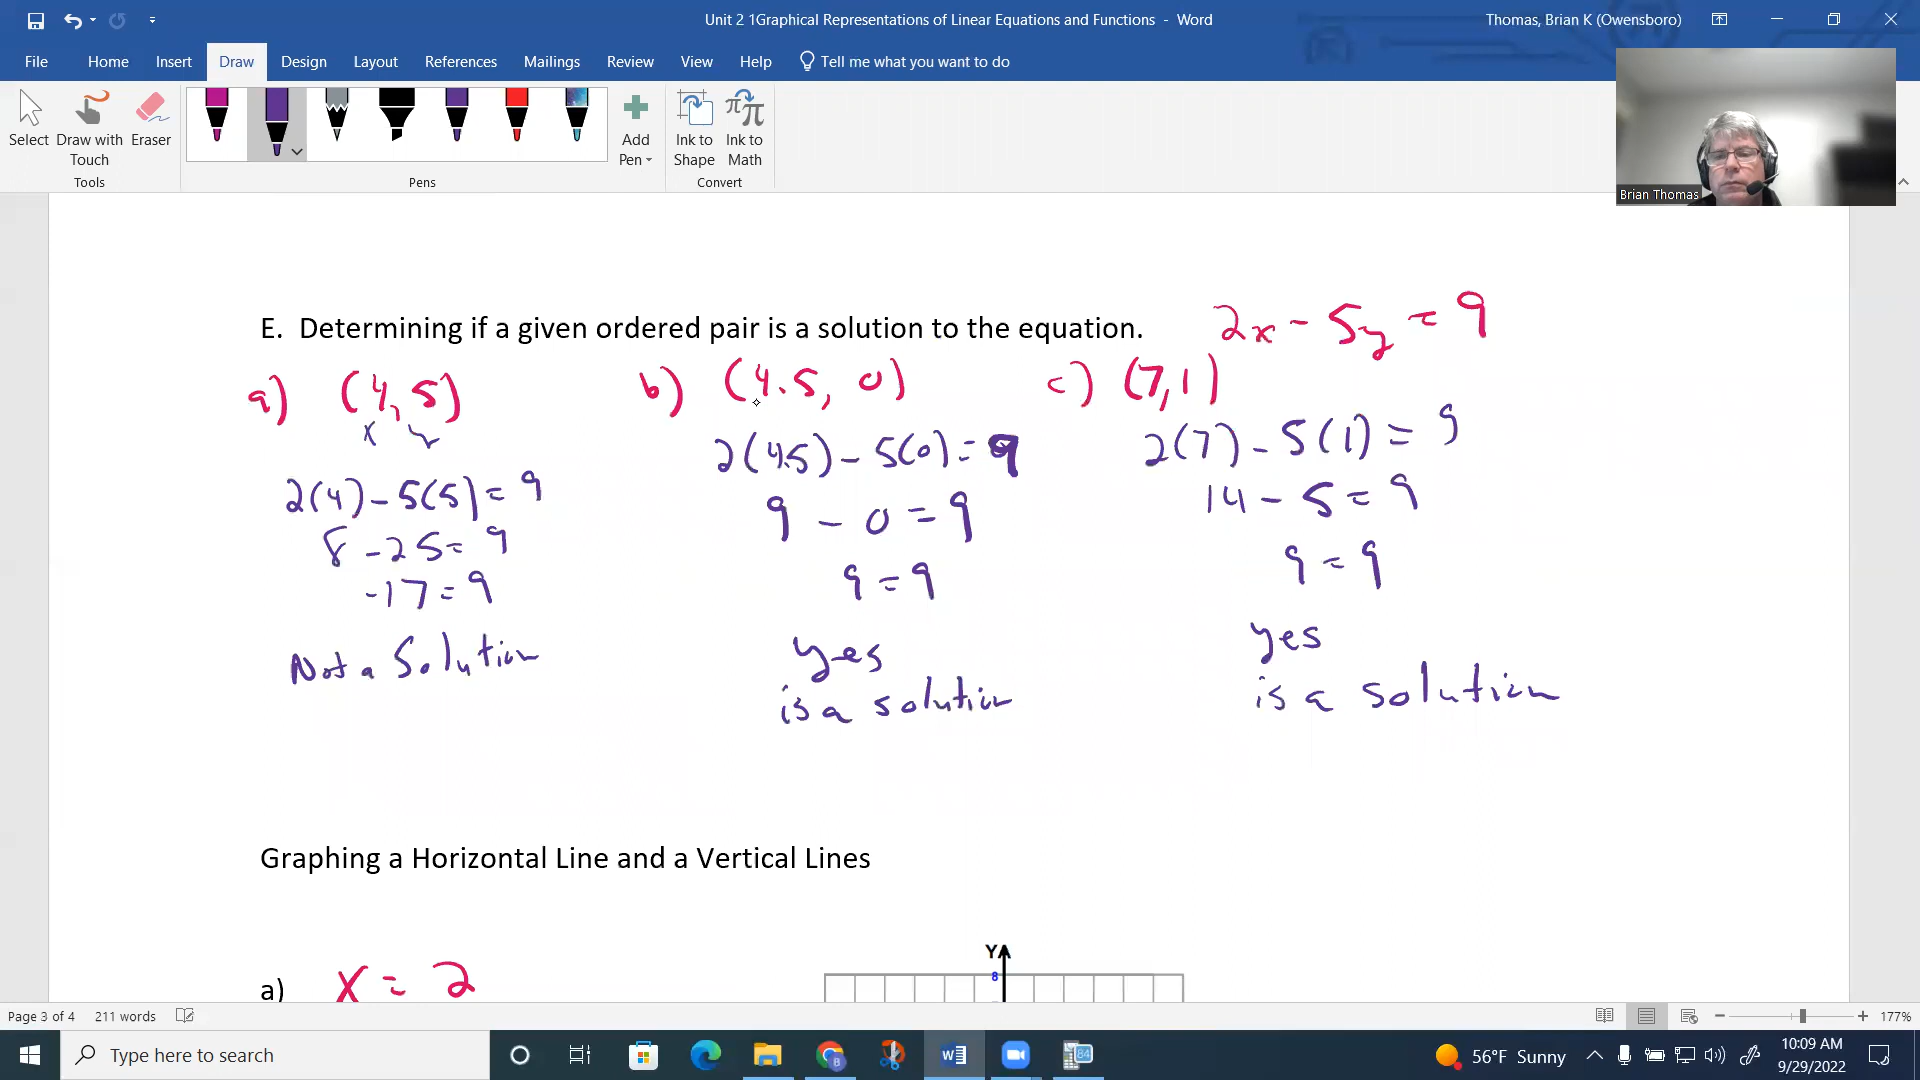 Unit 2 1Graphical Representations of Linear Equations and Functions - Word
Thomas, Brian K (Owensboro)
File Home Insert Draw Design Layout References Mailings Review View Help Tell me what you want to do
Select
Draw with Touch
Eraser
Add Pen
Ink to Shape
Ink to Math
Tools
Pens
Convert
Brian Thomas
E. Determining if a given ordered pair is a solution to the equation. 2x - 5y = 9
a) (4, 5) b) (4.5, 0) c) (7, 1)
x y
2(4) - 5(5) = 9
8 - 25 = 9
-17 = 9
Not a Solution
2(4.5) - 5(0) = 9
9 - 0 = 9
9 = 9
yes
is a solution
2(7) - 5(1) = 9
14 - 5 = 9
9 = 9
yes
is a solution
Graphing a Horizontal Line and a Vertical Lines
Y
8
a) x = 2
Page 3 of 4 211 words
177%
Type here to search
84
56°F Sunny
10:09 AM
9/29/2022